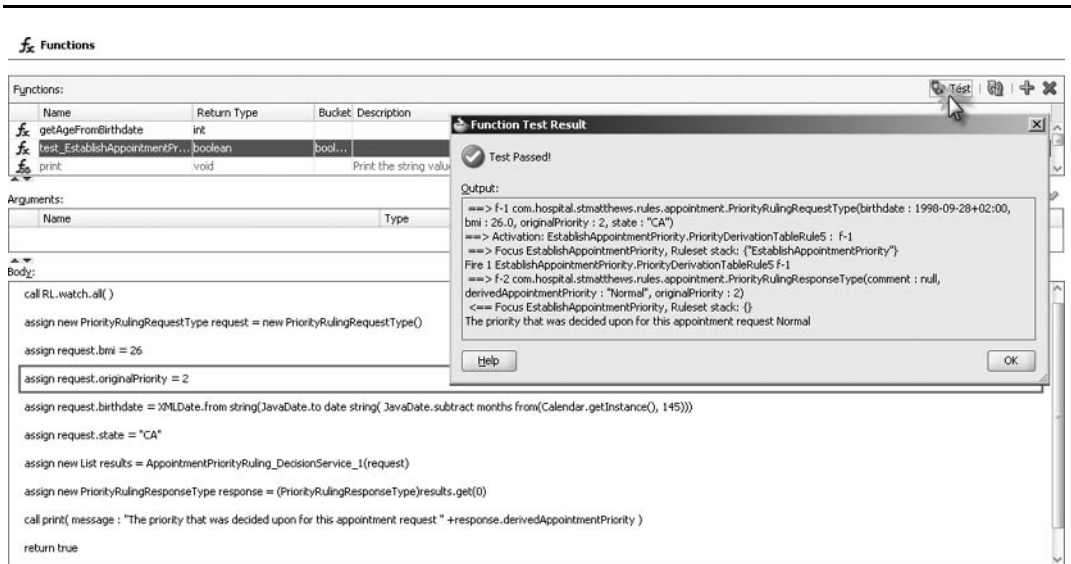 fx Functions
Functions:
Test
Name Return Type Bucket Description
fx getAgeFromBirthdate int
fx test_EstablishAppointmentPr... boolean bool...
print void Print the string valu
Arguments:
Name Type
Body:
call RL.watch.all( )
assign new PriorityRulingRequestType request = new PriorityRulingRequestType()
assign request.bmi = 26
assign request.originalPriority = 2
assign request.birthdate = XMLDate.from string(JavaDate.to date string( JavaDate.subtract months from(Calendar.getInstance(), 145)))
assign request.state = "CA"
assign new List results = AppointmentPriorityRuling_DecisionService_1(request)
assign new PriorityRulingResponseType response = (PriorityRulingResponseType)results.get(0)
call print( message : "The priority that was decided upon for this appointment request " +response.derivedAppointmentPriority )
return true
Function Test Result
Test Passed!
Output:
==> f-1 com.hospital.stmatthews.rules.appointment.PriorityRulingRequestType(birthdate : 1998-09-28+02:00,
bmi : 26.0, originalPriority : 2, state : "CA")
==> Activation: EstablishAppointmentPriority.PriorityDerivationTableRule5 : f-1
==> Focus EstablishAppointmentPriority, Ruleset stack: {"EstablishAppointmentPriority"}
Fire 1 EstablishAppointmentPriority.PriorityDerivationTableRule5 f-1
==> f-2 com.hospital.stmatthews.rules.appointment.PriorityRulingResponseType(comment : null,
derivedAppointmentPriority : "Normal", originalPriority : 2)
<== Focus EstablishAppointmentPriority, Ruleset stack: {}
The priority that was decided upon for this appointment request Normal
Help
OK